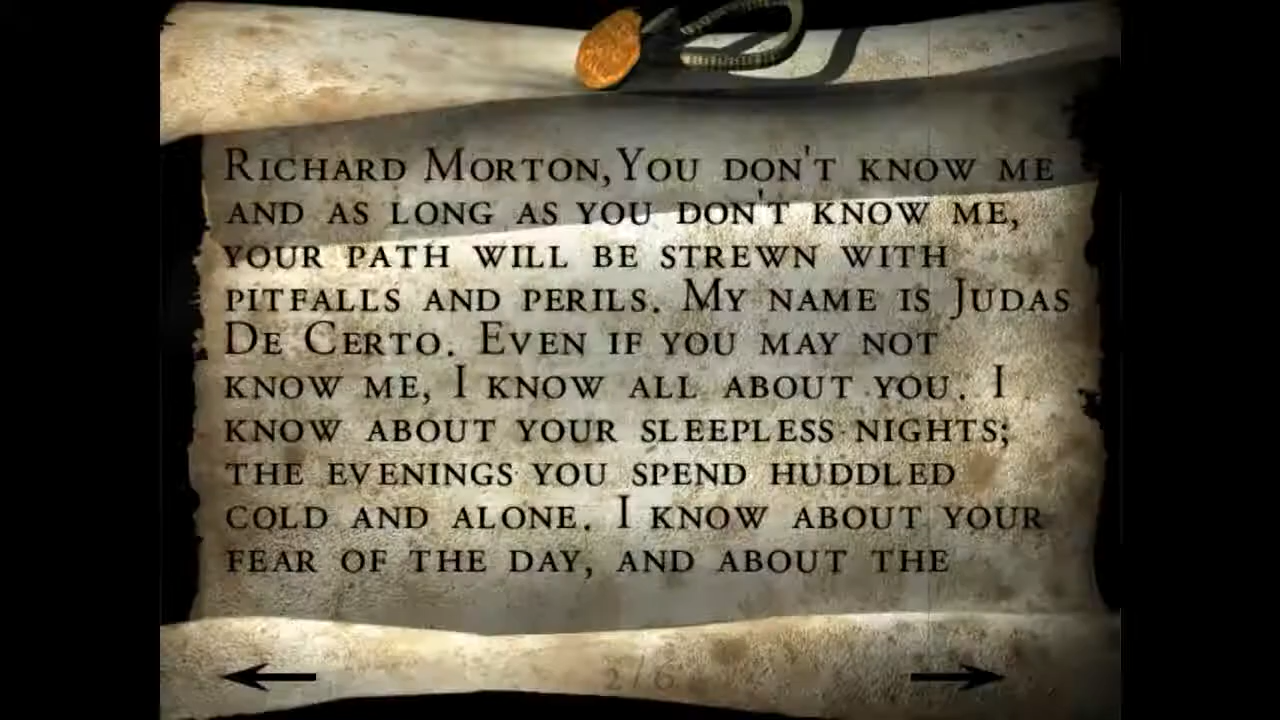 Richard Morton,You don't know me
and as long as you don't know me,
your path will be strewn with
pitfalls and perils. My name is Judas
De Certo. Even if you may not
know me, I know all about you. I
know about your sleepless nights;
the evenings you spend huddled
cold and alone. I know about your
fear of the day, and about the
2/6